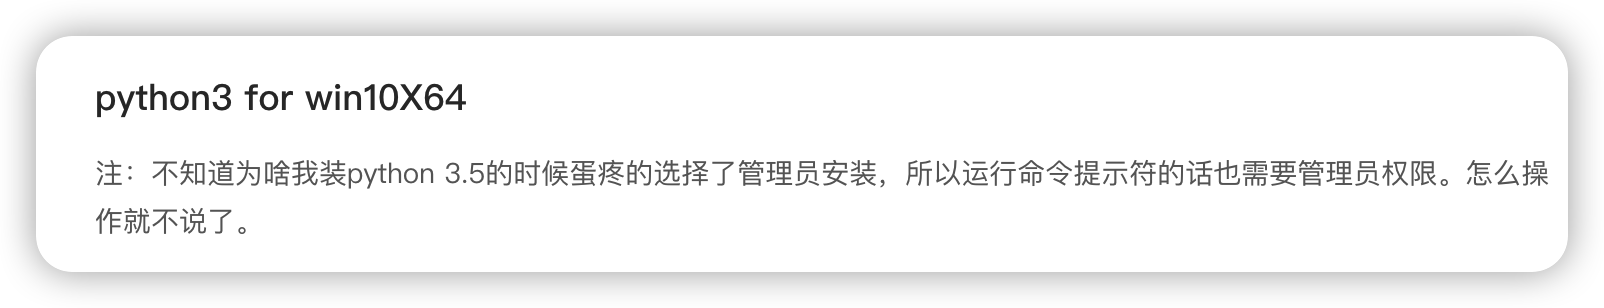 python3 for win10X64
注：不知道为啥我装python 3.5的时候蛋疼的选择了管理员安装，所以运行命令提示符的话也需要管理员权限。怎么操
作就不说了。